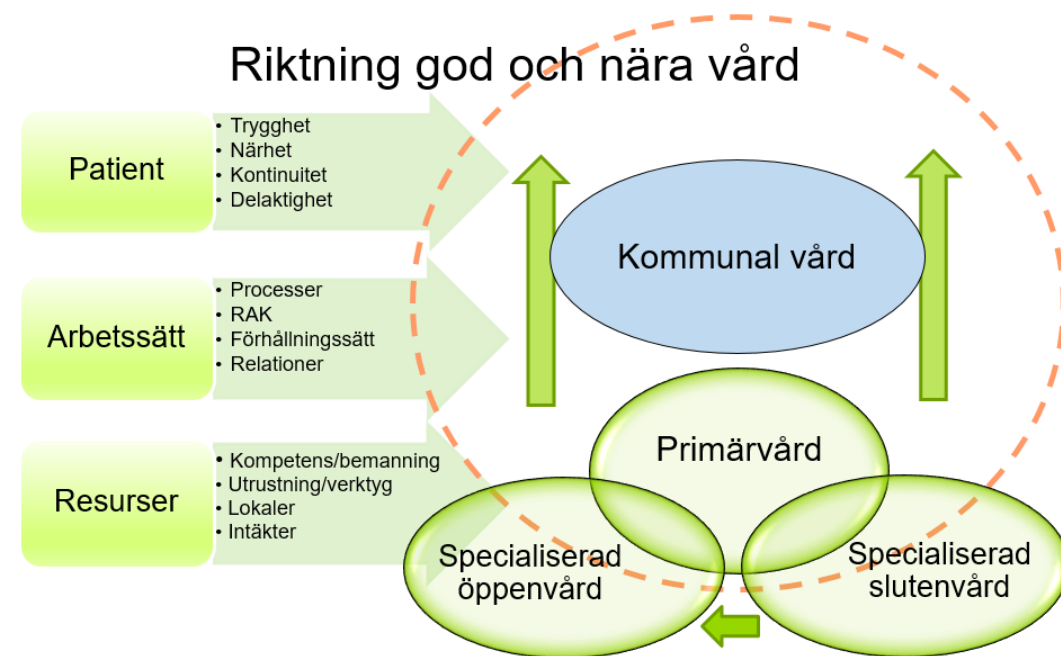 Riktning god och nära vård
Patient
• Trygghet
• Närhet
• Kontinuitet
• Delaktighet
Arbetssätt
• Processer
• RAK
• Förhållningssätt
• Relationer
Resurser
• Kompetens/bemanning
• Utrustning/verktyg
• Lokaler
• Intäkter
Kommunal vård
Primärvård
Specialiserad
öppenvård
Specialiserad
slutenvård